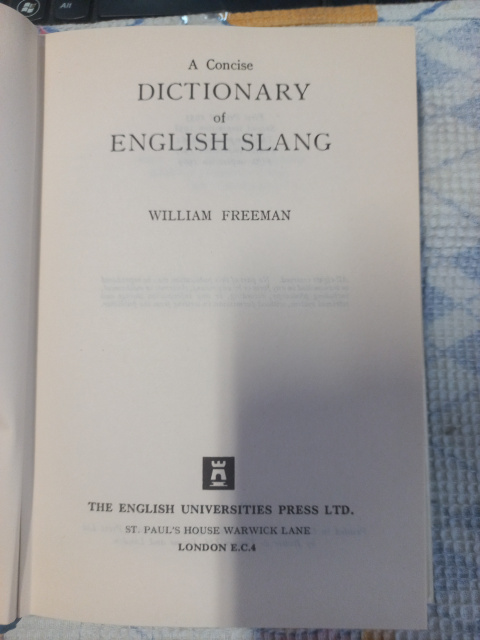 Alt
A Concise
DICTIONARY
of
ENGLISH SLANG
WILLIAM FREEMAN
THE ENGLISH UNIVERSITIES PRESS LTD.
ST. PAUL'S HOUSE WARWICK LANE
LONDON E.C.4